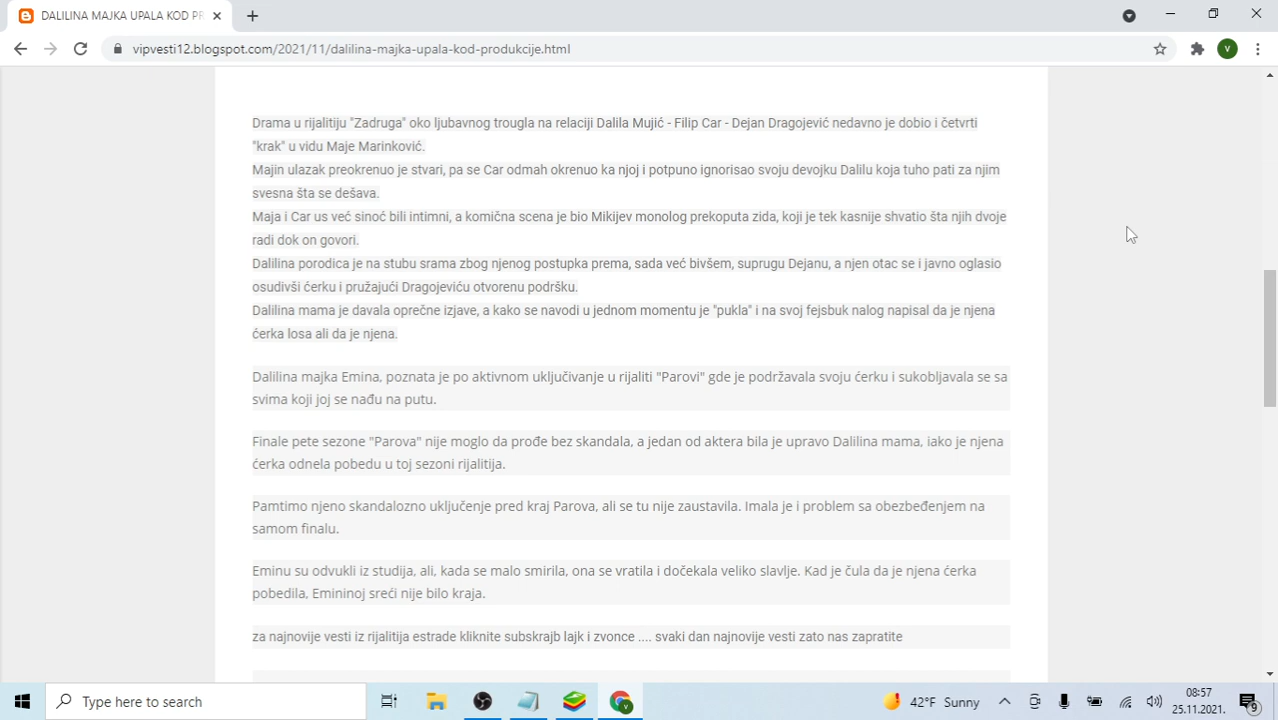 DALILINA MAJKA UPALA KOD PR
vipvesti12.blogspot.com/2021/11/dalilina-majka-upala-kod-produkcije.html
V
Drama u rijalitiju "Zadruga" oko ljubavnog trougla na relaciji Dalila Mujić - Filip Car - Dejan Dragojević nedavno je dobio i četvrti
"krak" u vidu Maje Marinković.
Majin ulazak preokrenuo je stvari, pa se Car odmah okrenuo ka njoj i potpuno ignorisao svoju devojku Dalilu koja tuho pati za njim
svesna šta se dešava.
Maja i Car us već sinoć bili intimni, a komična scena je bio Mikijev monolog prekoputa zida, koji je tek kasnije shvatio šta njih dvoje
radi dok on govori.
Dalilina porodica je na stubu srama zbog njenog postupka prema, sada već bivšem, suprugu Dejanu, a njen otac se i javno oglasio
osudivši ćerku i pružajući Dragojeviću otvorenu podršku.
Dalilina mama je davala oprečne izjave, a kako se navodi u jednom momentu je "pukla" i na svoj fejsbuk nalog napisal da je njena
ćerka losa ali da je njena.
Dalilina majka Emina, poznata je po aktivnom uključivanje u rijaliti "Parovi" gde je podržavala svoju ćerku i sukobljavala se sa
svima koji joj se nađu na putu.
Finale pete sezone "Parova" nije moglo da prođe bez skandala, a jedan od aktera bila je upravo Dalilina mama, iako je njena
ćerka odnela pobedu u toj sezoni rijalitija.
Pamtimo njeno skandalozno uključenje pred kraj Parova, ali se tu nije zaustavila. Imala je i problem sa obezbeđenjem na
samom finalu.
Eminu su odvukli iz studija, ali, kada se malo smirila, ona se vratila i dočekala veliko slavlje. Kad je čula da je njena ćerka
pobedila, Emininoj sreći nije bilo kraja.
za najnovije vesti iz rijalitija estrade kliknite subskrajb lajk i zvonce .... svaki dan najnovije vesti zato nas zapratite
Type here to search
42°F Sunny
08:57
25.11.2021.
9